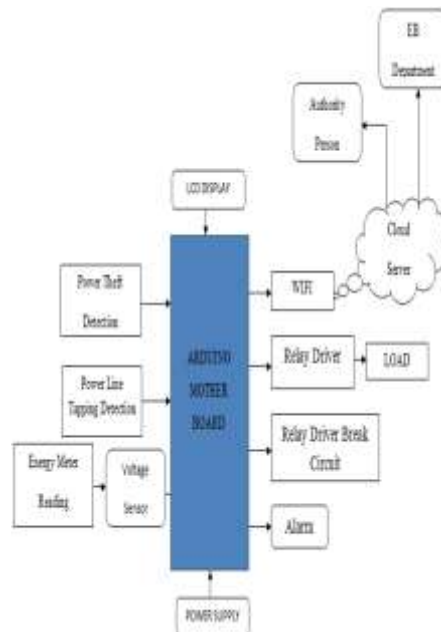 EB
Department
Authority
Person
LCD DISPLAY
Cloud
Server
Power Theft
Detection
WIFI
ARDUINO
MOTHER
BOARD
Relay Driver
LOAD
Power Line
Tapping Detection
Energy Meter
Reading
Voltage
Sensor
Relay Driver Break
Circuit
Alarm
POWER SUPPLY